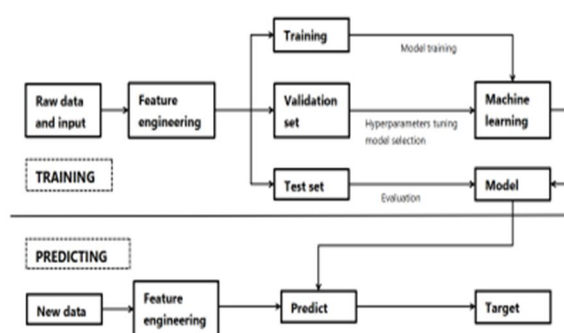 Training
Model training
Raw data
and input
Feature
engineering
Validation
set
Hyperparameters tuning
model selection
Machine
learning
TRAINING
Test set
Evaluation
Model
PREDICTING
New data
Feature
engineering
Predict
Target